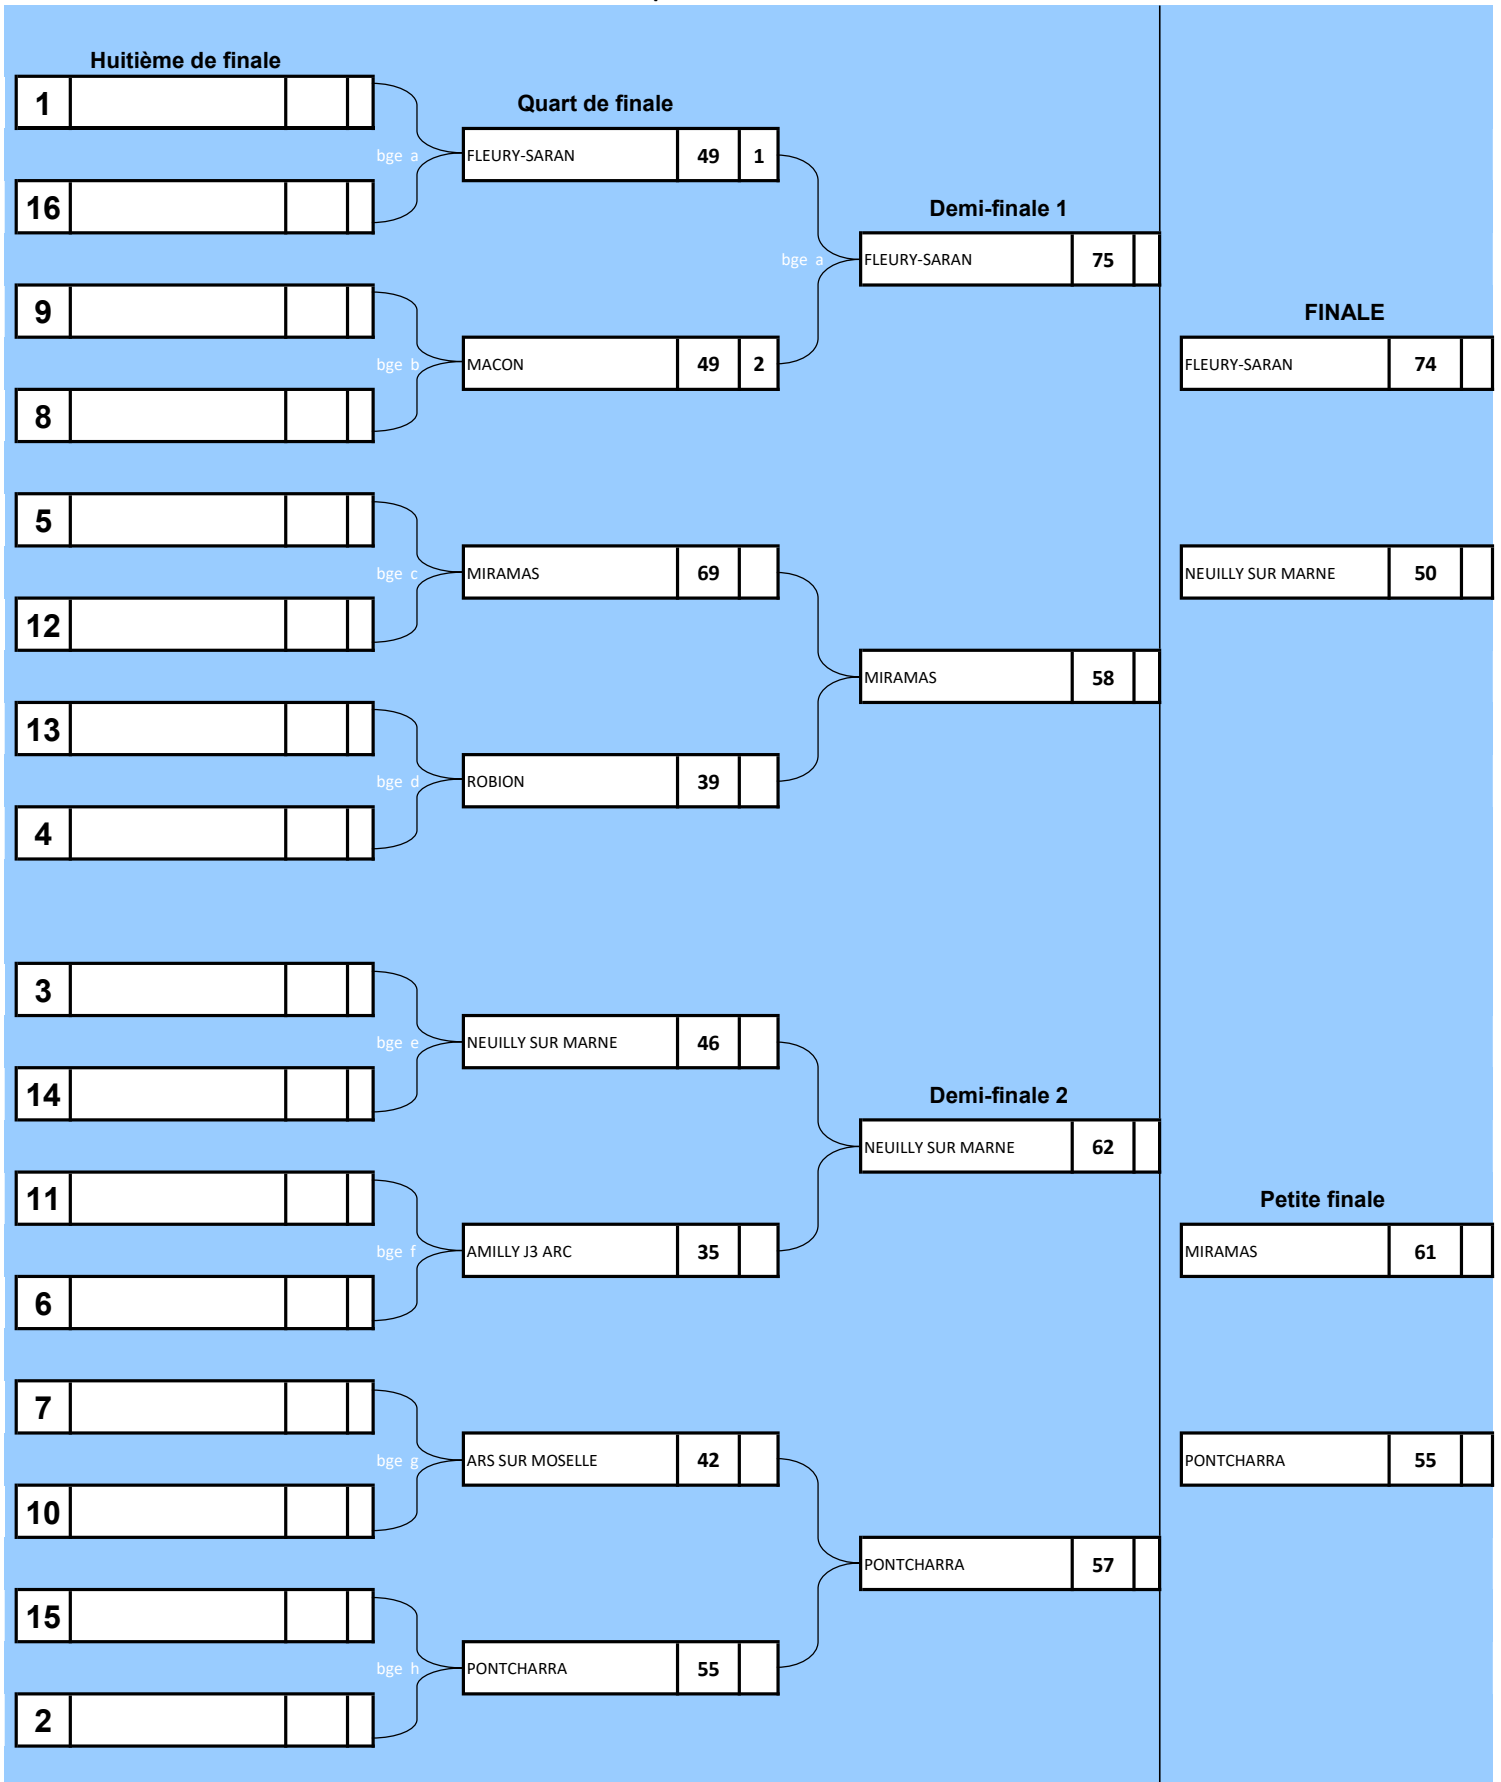 Huitième de finale
1
Quart de finale
bge a
FLEURY-SARAN 49 1
16
Demi-finale 1
bge a
FLEURY-SARAN 75
9
FINALE
bge b
MACON 49 2
FLEURY-SARAN 74
8
5
bge c
MIRAMAS 69
NEUILLY SUR MARNE 50
12
MIRAMAS 58
13
bge d
ROBION 39
4
3
bge e
NEUILLY SUR MARNE 46
14
Demi-finale 2
NEUILLY SUR MARNE 62
11
Petite finale
bge f
AMILLY J3 ARC 35
MIRAMAS 61
6
7
bge g
ARS SUR MOSELLE 42
PONTCHARRA 55
10
PONTCHARRA 57
15
bge h
PONTCHARRA 55
2